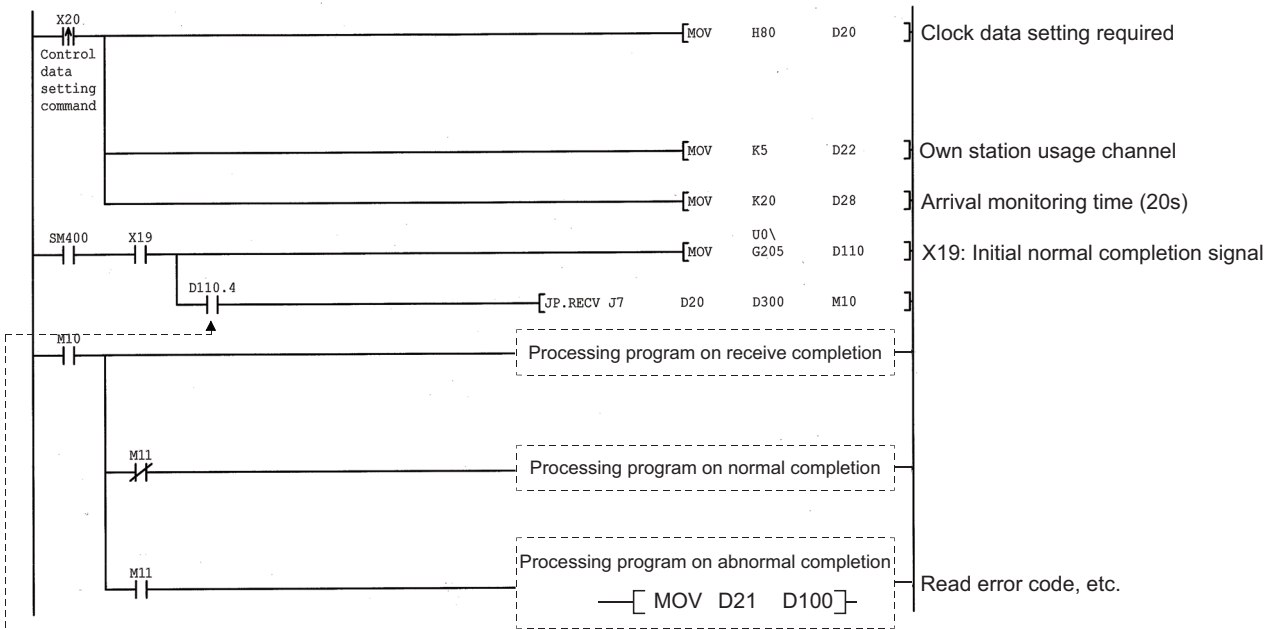 X20
MOV H80 D20 Clock data setting required
Control
data
setting
command
MOV K5 D22 Own station usage channel
MOV K20 D28 Arrival monitoring time (20s)
SM400 X19
MOV U0\
G205 D110 X19: Initial normal completion signal
D110.4
JP.RECV J7 D20 D300 M10
M10
Processing program on receive completion
M11
Processing program on normal completion
Processing program on abnormal completion
M11
MOV D21 D100 Read error code, etc.